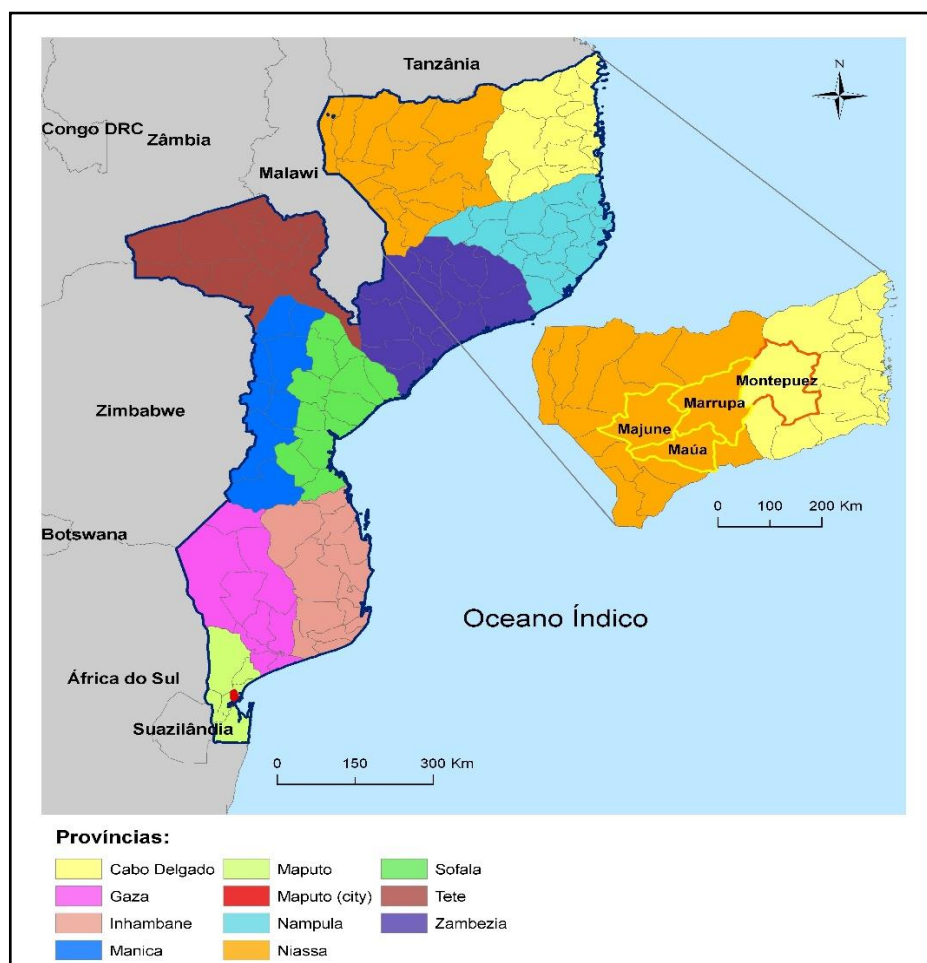 Tanzânia
N
Congo DRC
Zâmbia
Malawi
Zimbabwe
Montepuez
Marrupa
Majune
Maúa
0 100 200 Km
Botswana
Oceano Índico
África do Sul
Suazilândia
0 150 300 Km
Províncias:
Cabo Delgado
Gaza
Inhambane
Manica
Maputo
Maputo (city)
Nampula
Niassa
Sofala
Tete
Zambezia